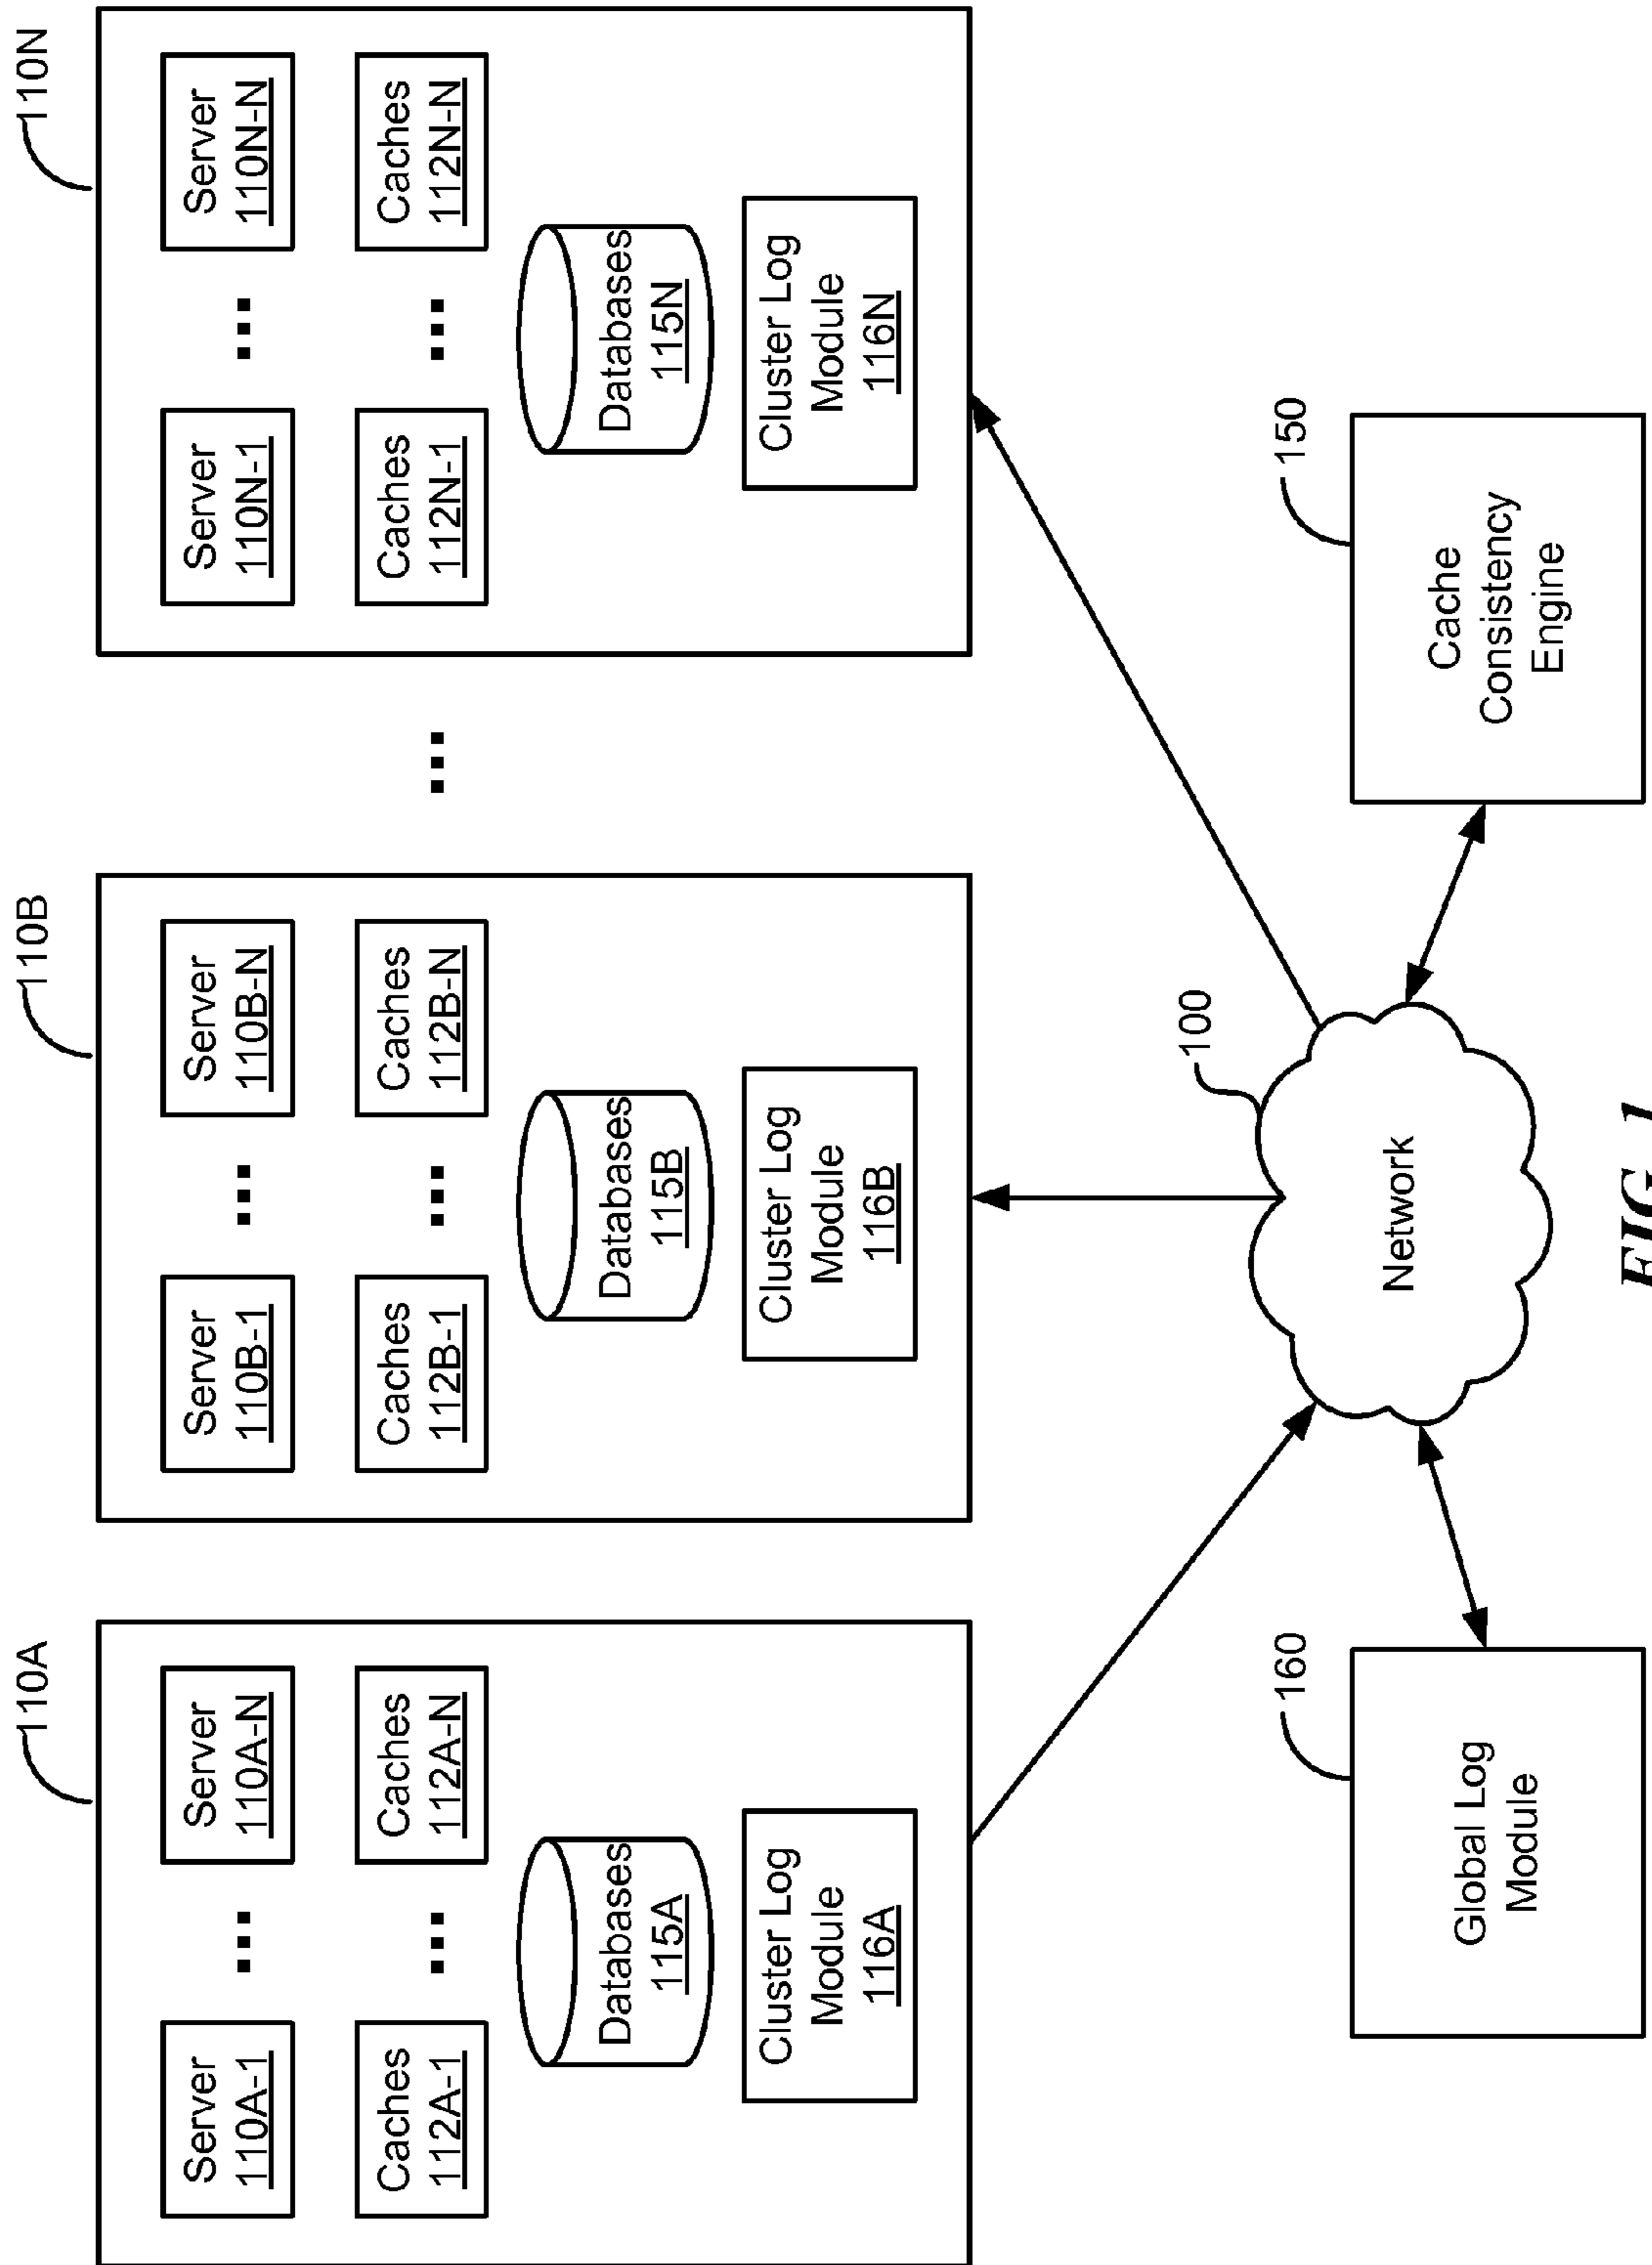 110A
110B
110N
Server
110A-1
...
Server
110A-N
Caches
112A-1
...
Caches
112A-N
Databases
115A
Cluster Log
Module
116A
Server
110B-1
...
Server
110B-N
Caches
112B-1
...
Caches
112B-N
Databases
115B
Cluster Log
Module
116B
...
Server
110N-1
...
Server
110N-N
Caches
112N-1
...
Caches
112N-N
Databases
115N
Cluster Log
Module
116N
100
Network
160
Global Log
Module
150
Cache
Consistency
Engine
FIG. 1